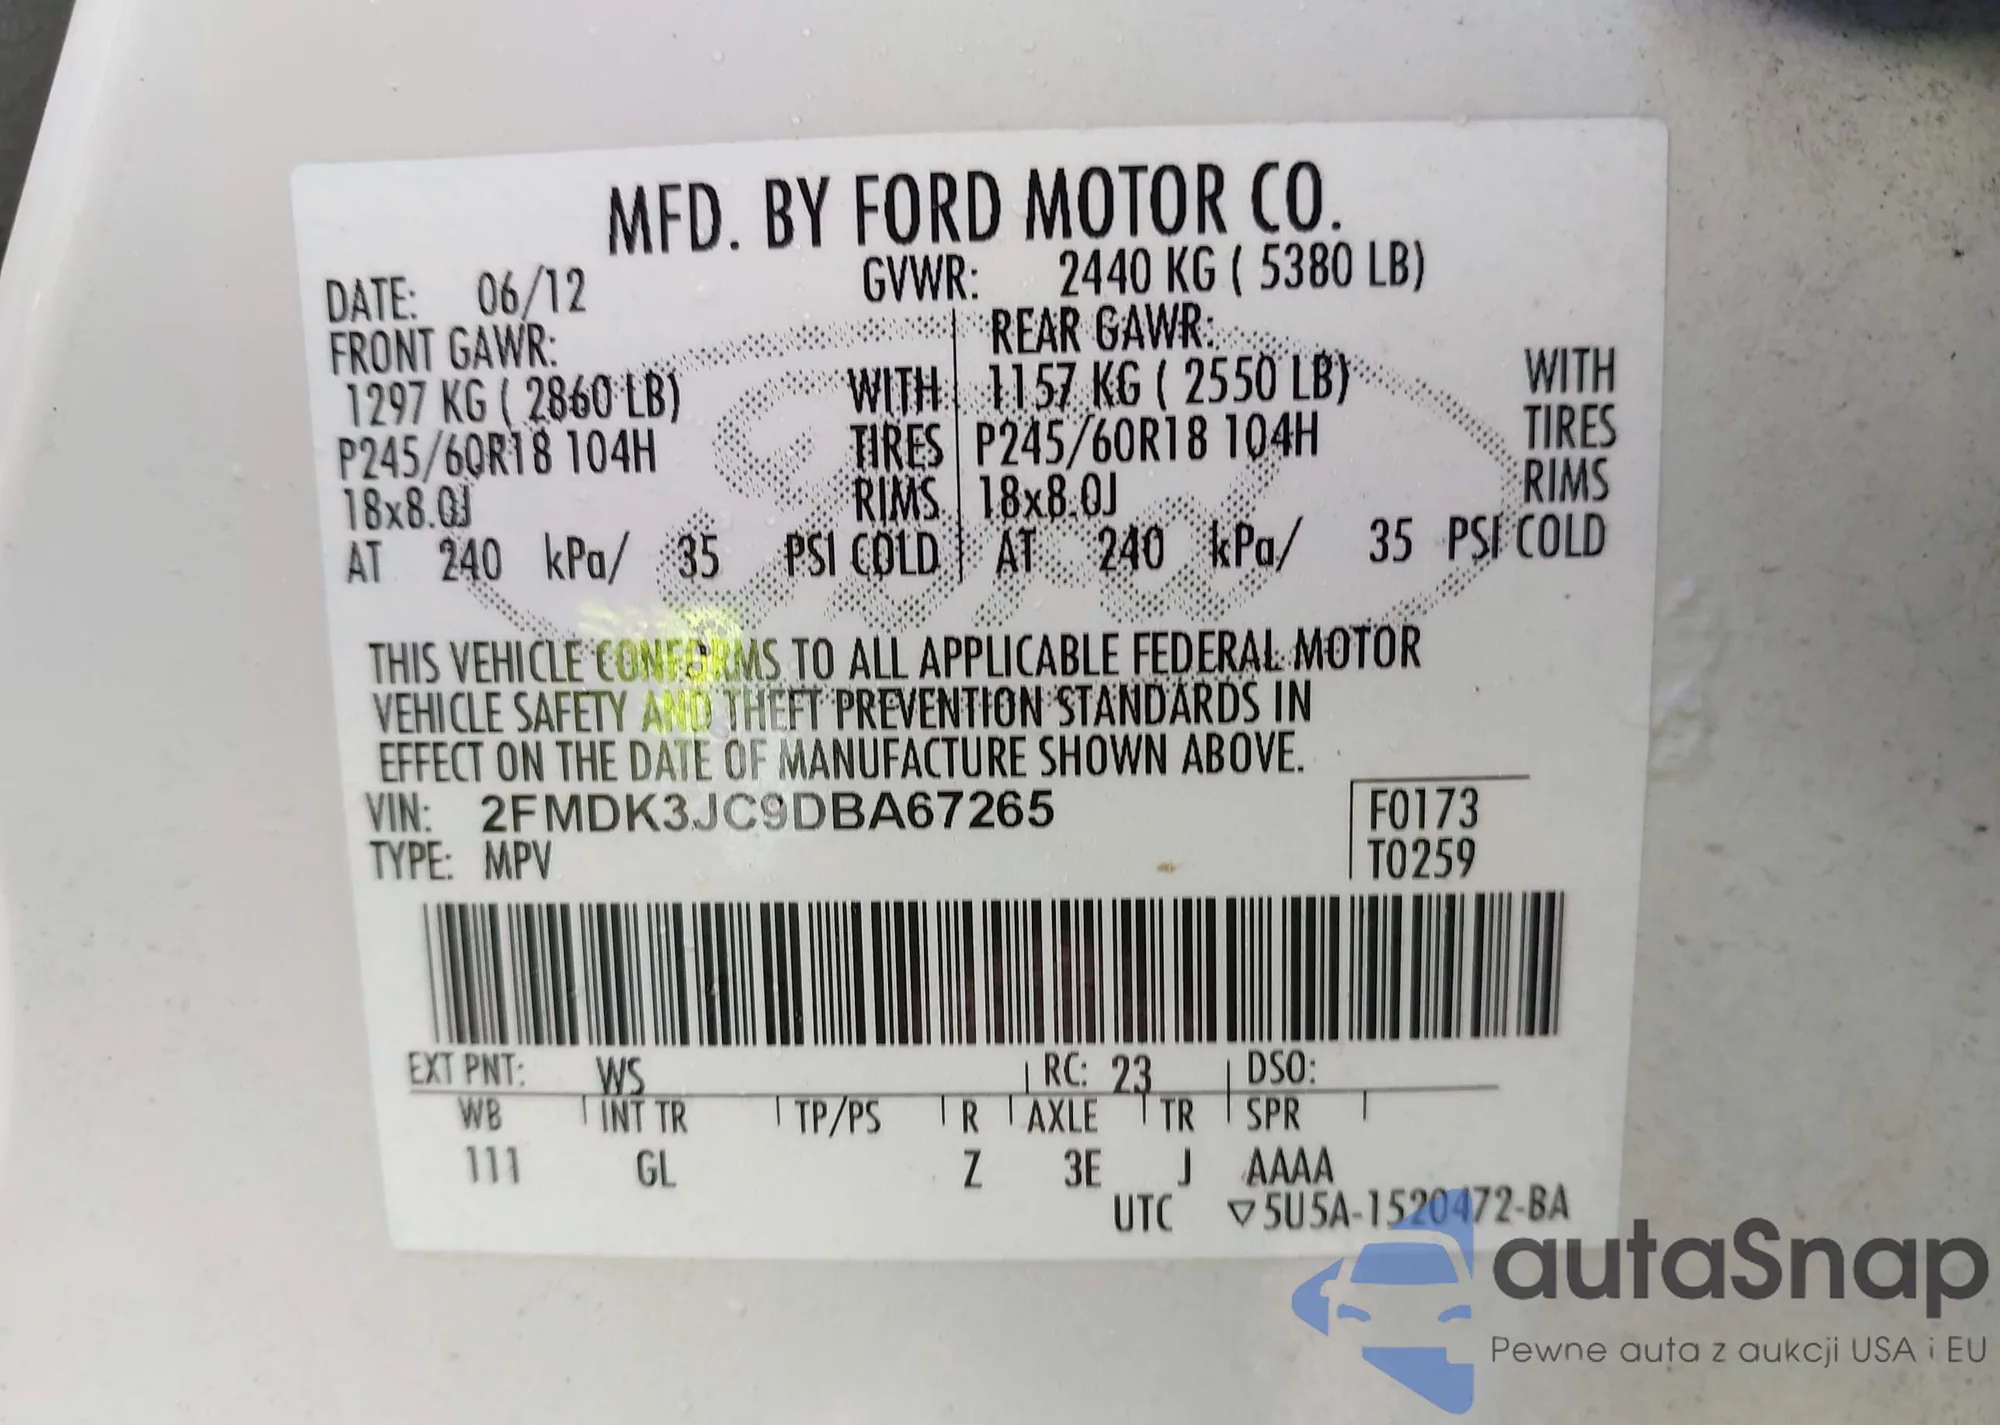 MFD. BY FORD MOTOR CO.
DATE: 06/12 GVWR: 2440 KG ( 5380 LB)
FRONT GAWR: REAR GAWR:
1297 KG ( 2860 LB) WITH 1157 KG ( 2550 LB) WITH
P245/60R18 104H TIRES P245/60R18 104H TIRES
18x8.0J RIMS 18x8.0J RIMS
AT 240 kPa/ 35 PSI COLD AT 240 kPa/ 35 PSI COLD
Ford
THIS VEHICLE CONFORMS TO ALL APPLICABLE FEDERAL MOTOR
VEHICLE SAFETY AND THEFT PREVENTION STANDARDS IN
EFFECT ON THE DATE OF MANUFACTURE SHOWN ABOVE.
VIN: 2FMDK3JC9DBA67265 F0173
TYPE: MPV T0259
EXT PNT: WS RC: 23 DSO:
WB INT TR TP/PS R AXLE TR SPR
111 GL Z 3E J AAAA
UTC ▽5U5A-1520472-BA
autaSnap
Pewne auta z aukcji USA i EU